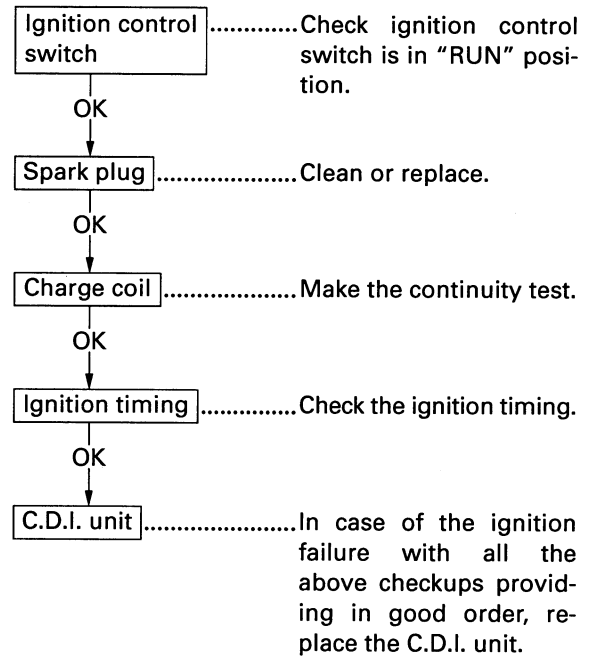 Ignition control ..............Check ignition control
switch switch is in “RUN” posi-
tion.
OK
Spark plug ......................Clean or replace.
OK
Charge coil .....................Make the continuity test.
OK
Ignition timing ...............Check the ignition timing.
OK
C.D.I. unit .......................In case of the ignition
failure with all the
above checkups provid-
ing in good order, re-
place the C.D.I. unit.